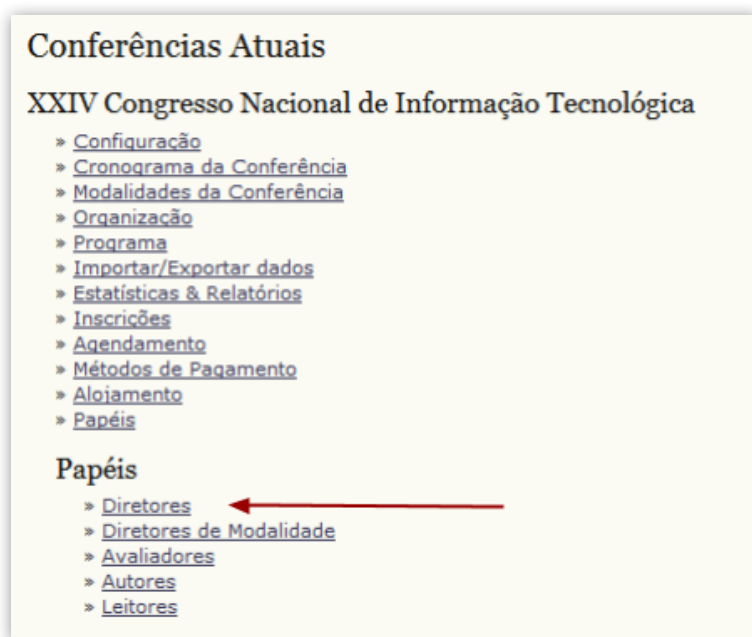 Conferências Atuais
XXIV Congresso Nacional de Informação Tecnológica
» Configuração
» Cronograma da Conferência
» Modalidades da Conferência
» Organização
» Programa
» Importar/Exportar dados
» Estatísticas & Relatórios
» Inscrições
» Agendamento
» Métodos de Pagamento
» Alojamento
» Papéis
Papéis
» Diretores
» Diretores de Modalidade
» Avaliadores
» Autores
» Leitores